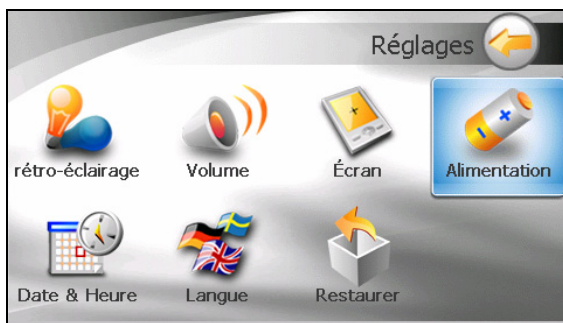 Réglages
rétro-éclairage
Volume
Écran
Alimentation
Date & Heure
Langue
Restaurer